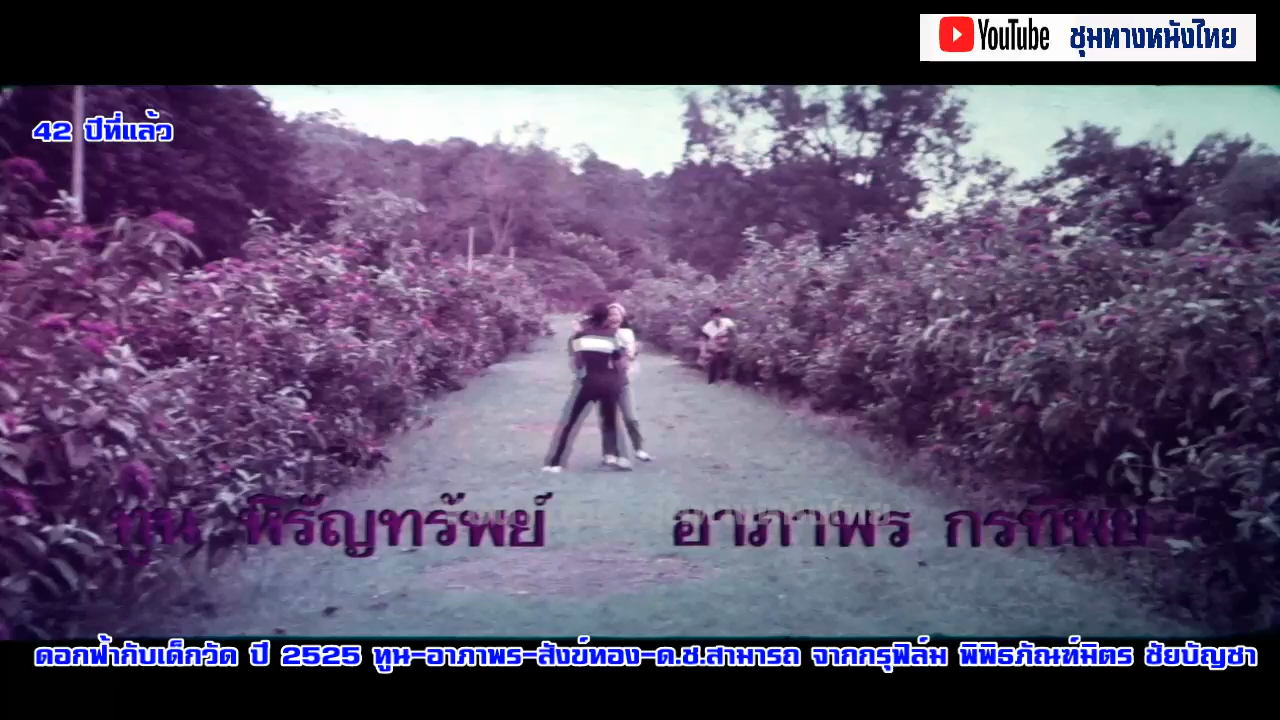 YouTube ชุมทางหนังไทย
42 ปีที่แล้ว
ทูน หิรัญทรัพย์ อาภาพร กรทิพย์
ดอกฟ้ากับเด็กวัด ปี 2525 ทูน-อาภาพร-สังข์ทอง-ด.ช.สามารถ จากกรุฟิล์ม พิพิธภัณฑ์มิตร ชัยบัญชา